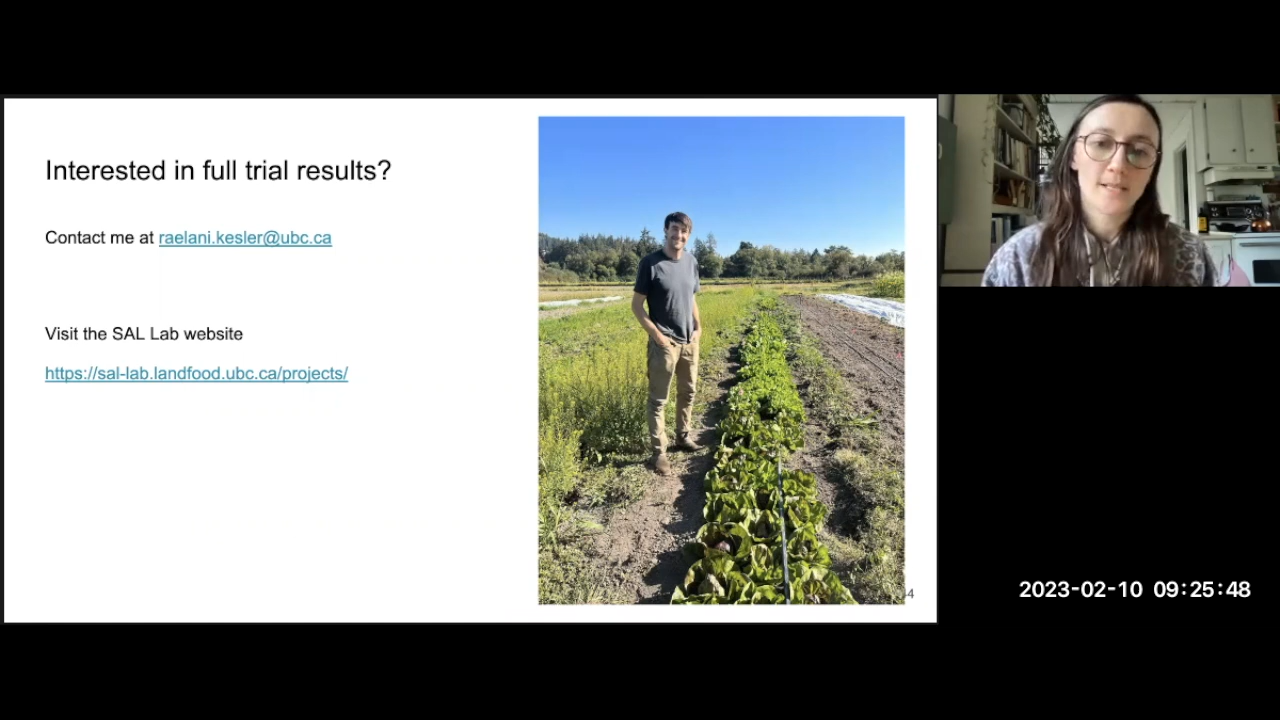 Interested in full trial results?
Contact me at raelani.kesler@ubc.ca
Visit the SAL Lab website
https://sal-lab.landfood.ubc.ca/projects/
2023-02-10 09:25:48